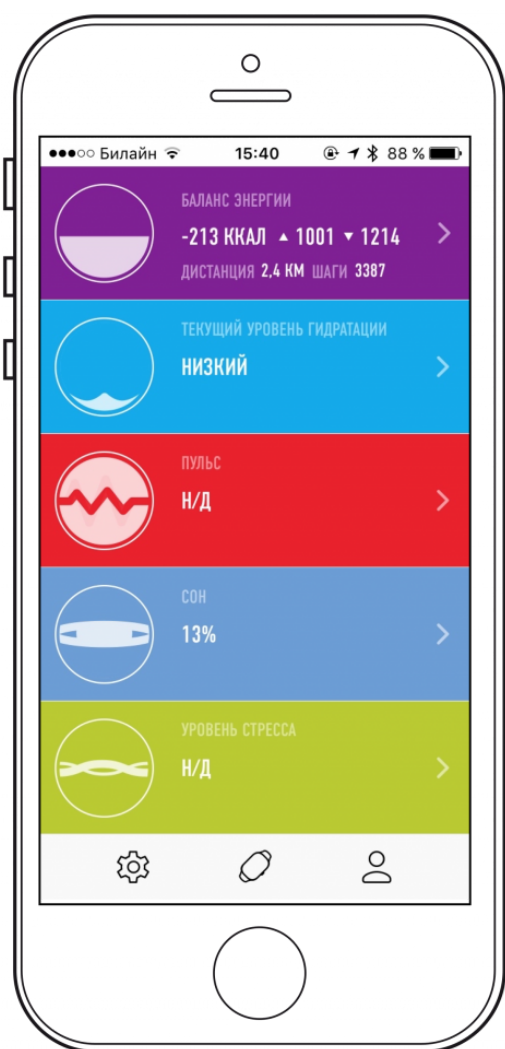 Билайн 15:40 88 %
БАЛАНС ЭНЕРГИИ
-213 ККАЛ ▲ 1001 ▼ 1214
ДИСТАНЦИЯ 2,4 КМ ШАГИ 3387
ТЕКУЩИЙ УРОВЕНЬ ГИДРАТАЦИИ
НИЗКИЙ
ПУЛЬС
Н/Д
СОН
13%
УРОВЕНЬ СТРЕССА
Н/Д